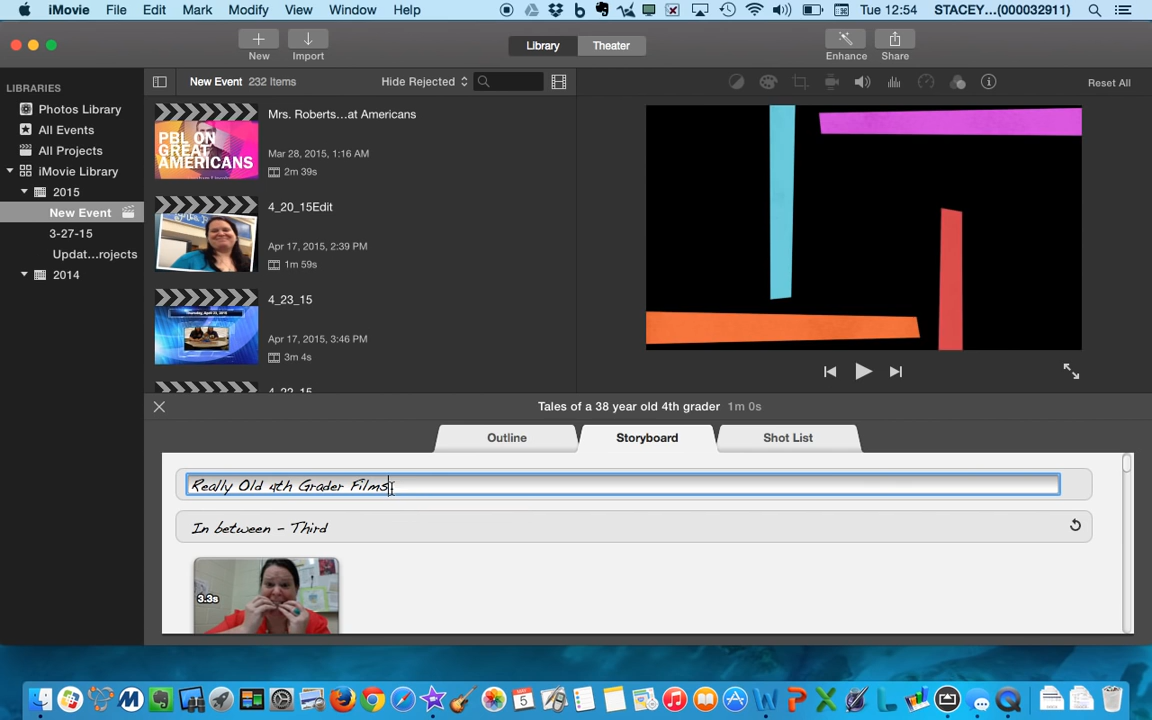 iMovie File Edit Mark Modify View Window Help Tue 12:54 STACEY...(000032911)
New Import Library Theater Enhance Share
LIBRARIES New Event 232 Items Hide Rejected Reset All
Photos Library
All Events
All Projects
iMovie Library
2015
New Event
3-27-15
Updat...rojects
2014
PBL ON
GREAT
AMERICANS
Mrs. Roberts...at Americans
Mar 28, 2015, 1:16 AM
2m 39s
4_20_15Edit
Apr 17, 2015, 2:39 PM
1m 59s
4_23_15
Apr 17, 2015, 3:46 PM
3m 4s
4_22_15
Tales of a 38 year old 4th grader 1m 0s
Outline Storyboard Shot List
Really Old 4th Grader Films
In between - Third
3.3s